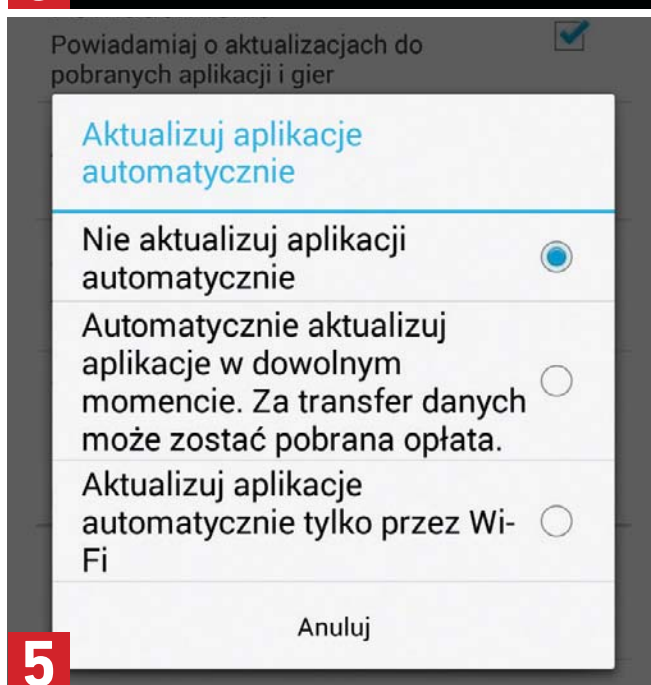 Powiadamiaj o aktualizacjach do
pobranych aplikacji i gier
Aktualizuj aplikacje
automatycznie
Nie aktualizuj aplikacji
automatycznie
Automatycznie aktualizuj
aplikacje w dowolnym
momencie. Za transfer danych
może zostać pobrana opłata.
Aktualizuj aplikacje
automatycznie tylko przez Wi-
Fi
Anuluj
5